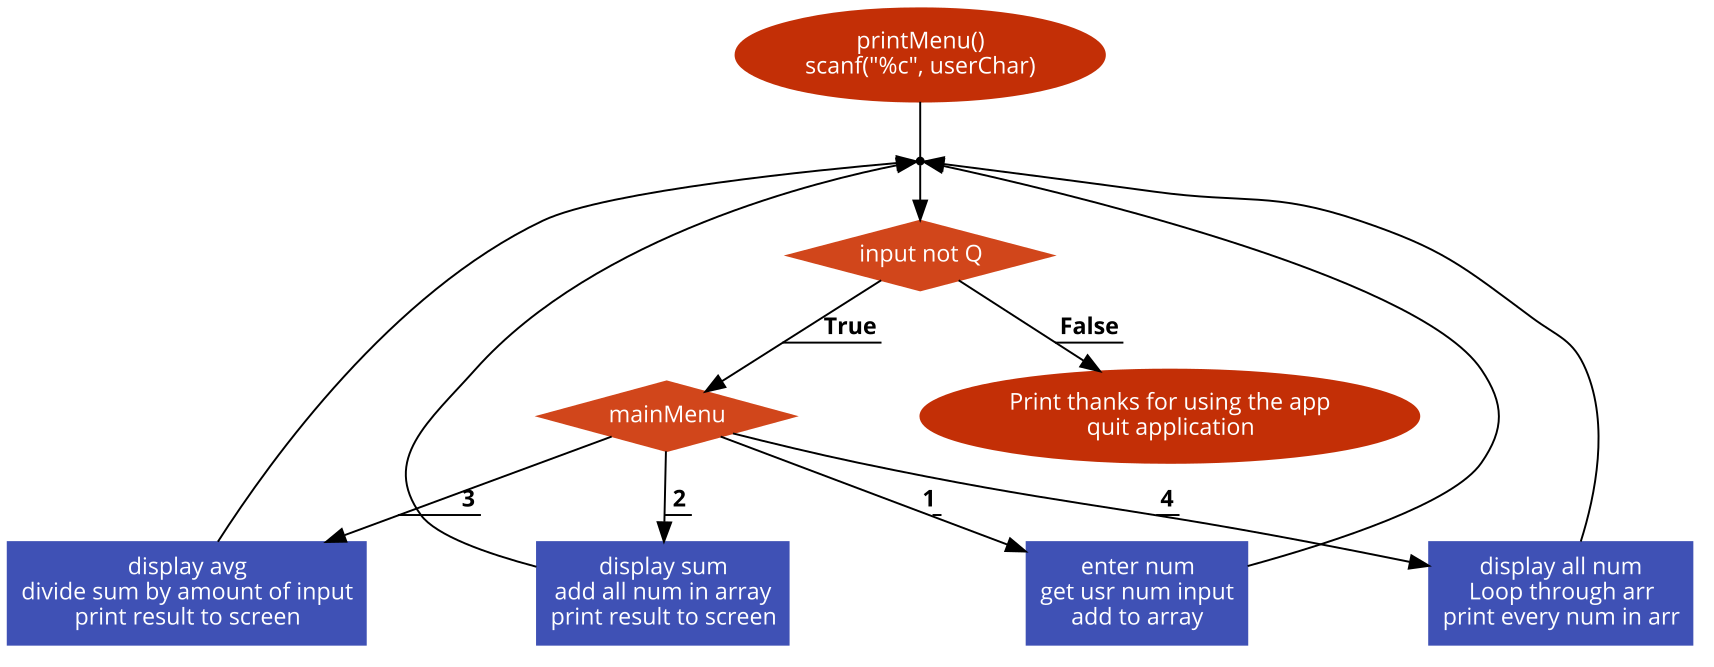 printMenu()
scanf("%c", userChar)
input not Q
True
False
mainMenu
Print thanks for using the app
quit application
3
2
1
4
display avg
divide sum by amount of input
print result to screen
display sum
add all num in array
print result to screen
enter num
get usr num input
add to array
display all num
Loop through arr
print every num in arr